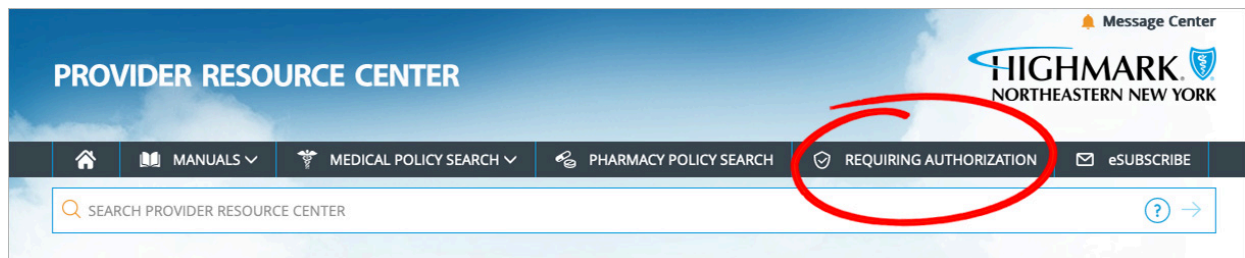 Message Center
PROVIDER RESOURCE CENTER
HIGHMARK.
NORTHEASTERN NEW YORK
MANUALS MEDICAL POLICY SEARCH PHARMACY POLICY SEARCH REQUIRING AUTHORIZATION eSUBSCRIBE
SEARCH PROVIDER RESOURCE CENTER ?